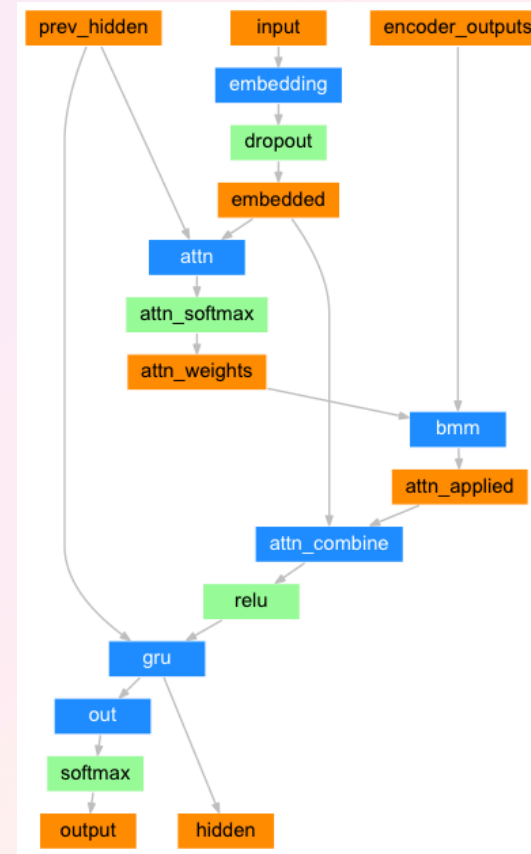 prev_hidden input encoder_outputs
embedding
dropout
embedded
attn
attn_softmax
attn_weights
bmm
attn_applied
attn_combine
relu
gru
out
softmax
output hidden